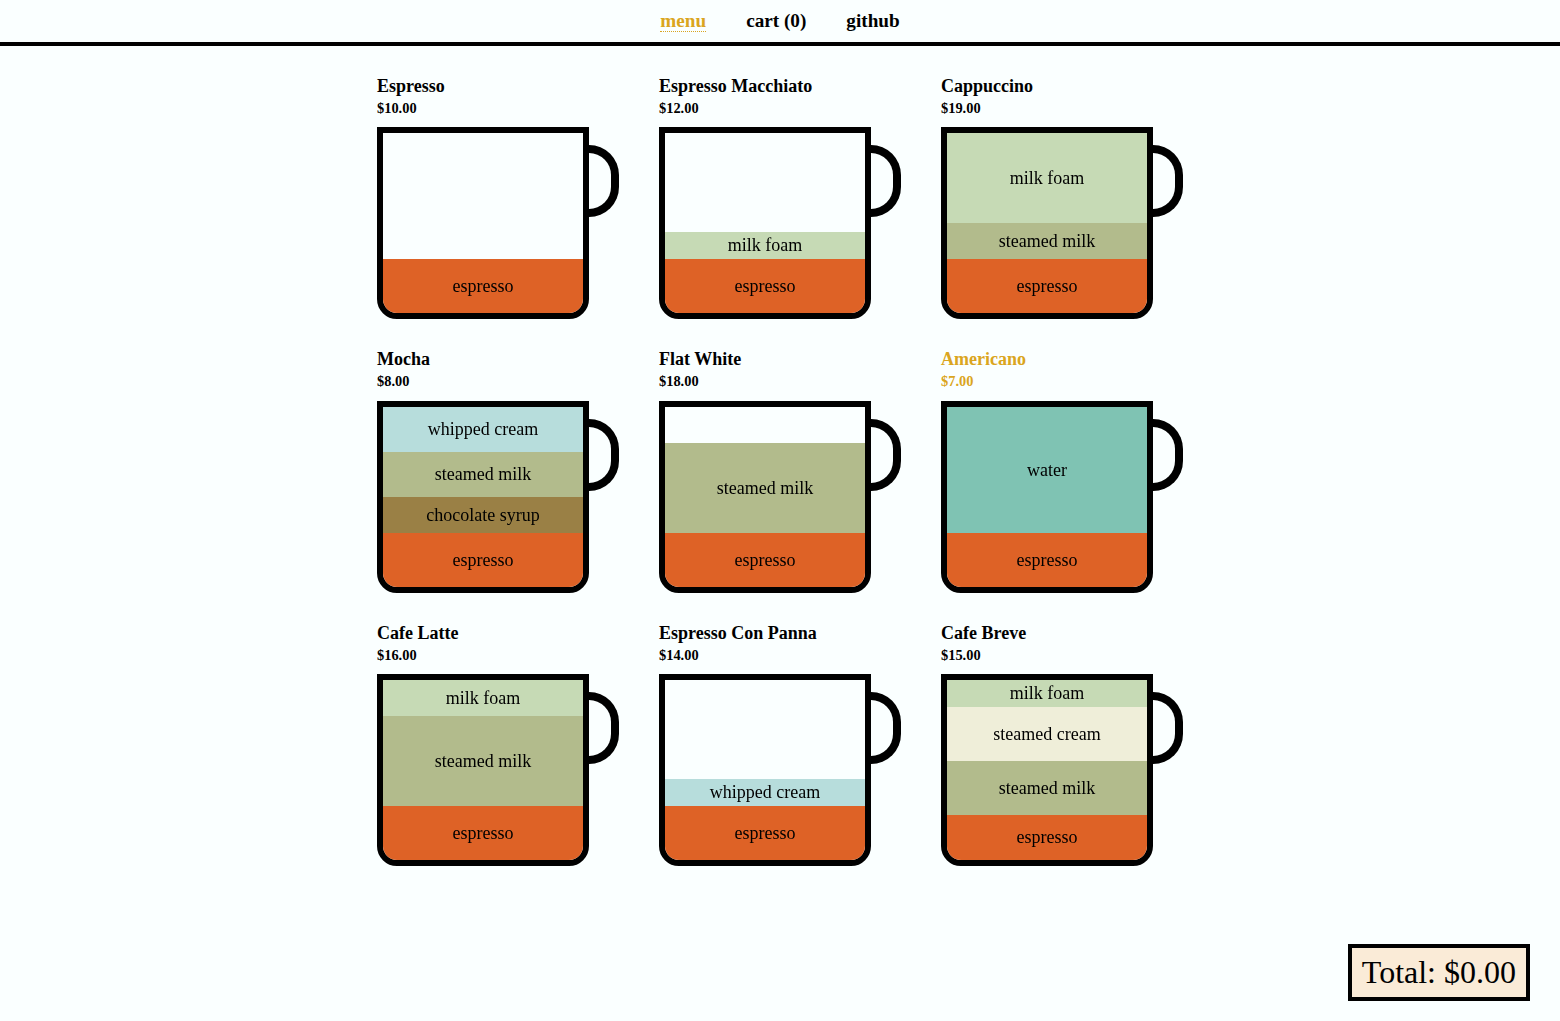 menu cart (0) github
Espresso
$10.00
espresso
Espresso Macchiato
$12.00
milk foam
espresso
Cappuccino
$19.00
milk foam
steamed milk
espresso
Mocha
$8.00
whipped cream
steamed milk
chocolate syrup
espresso
Flat White
$18.00
steamed milk
espresso
Americano
$7.00
water
espresso
Cafe Latte
$16.00
milk foam
steamed milk
espresso
Espresso Con Panna
$14.00
whipped cream
espresso
Cafe Breve
$15.00
milk foam
steamed cream
steamed milk
espresso
Total: $0.00